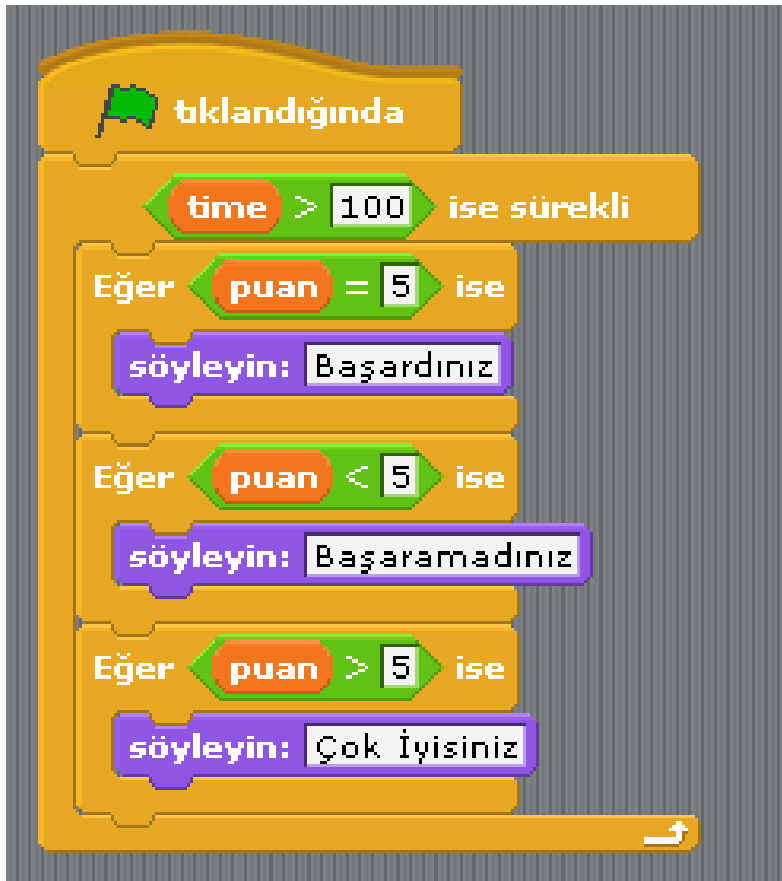 tıklandığında
time > 100 ise sürekli
Eğer puan = 5 ise
söyleyin: Başardınız
Eğer puan < 5 ise
söyleyin: Başaramadınız
Eğer puan > 5 ise
söyleyin: Çok İyisiniz